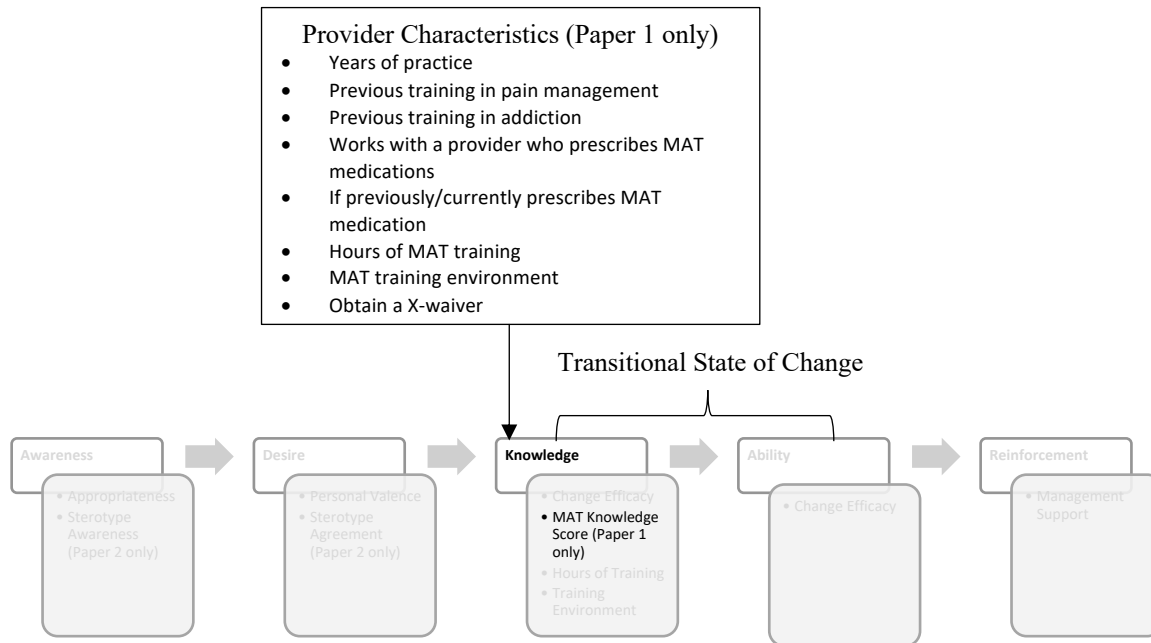 Provider Characteristics (Paper 1 only)
• Years of practice
• Previous training in pain management
• Previous training in addiction
• Works with a provider who prescribes MAT
medications
• If previously/currently prescribes MAT
medication
• Hours of MAT training
• MAT training environment
• Obtain a X-waiver
Transitional State of Change
Awareness
• Appropriateness
• Sterotype
Awareness
(Paper 2 only)
Desire
• Personal Valence
• Sterotype
Agreement
(Paper 2 only)
Knowledge
• Change Efficacy
• MAT Knowledge
Score (Paper 1
only)
• Hours of Training
• Training
Environment
Ability
• Change Efficacy
Reinforcement
• Management
Support